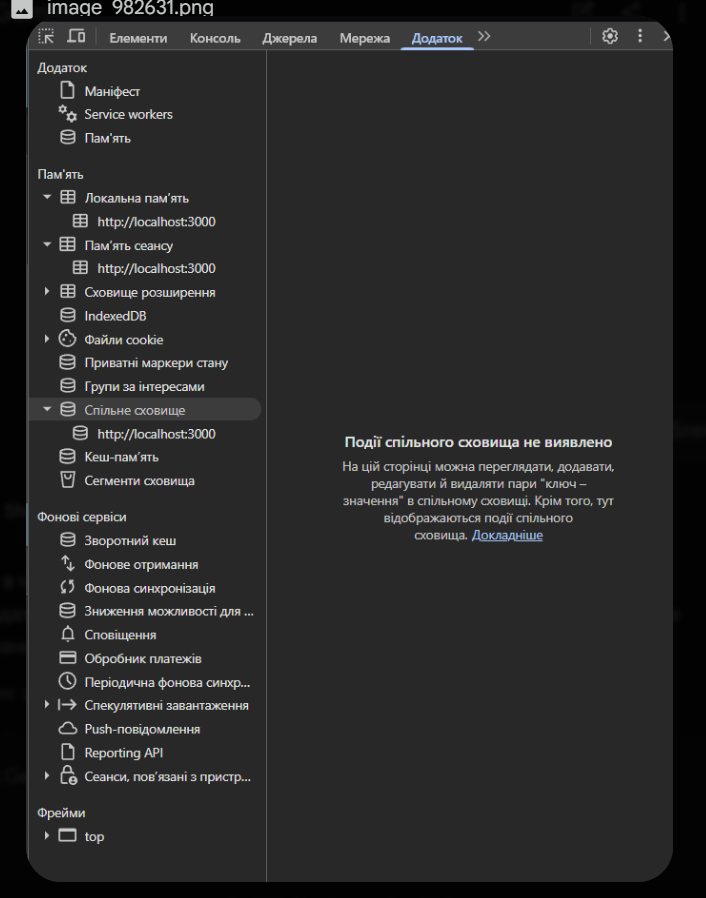 image_982631.png
Елементи Консоль Джерела Мережа Додаток
Додаток
Маніфест
Service workers
Пам'ять
Пам'ять
Локальна пам'ять
http://localhost:3000
Пам'ять сеансу
http://localhost:3000
Сховище розширення
IndexedDB
Файли cookie
Приватні маркери стану
Групи за інтересами
Спільне сховище
http://localhost:3000
Кеш-пам'ять
Сегменти сховища
Фонові сервіси
Зворотний кеш
Фонове отримання
Фонова синхронізація
Зниження можливості для ...
Сповіщення
Обробник платежів
Періодична фонова синхр...
Спекулятивні завантаження
Push-повідомлення
Reporting API
Сеанси, пов'язані з пристр...
Фрейми
top
Події спільного сховища не виявлено
На цій сторінці можна переглядати, додавати,
редагувати й видаляти пари "ключ –
значення" в спільному сховищі. Крім того, тут
відображаються події спільного
сховища. Докладніше